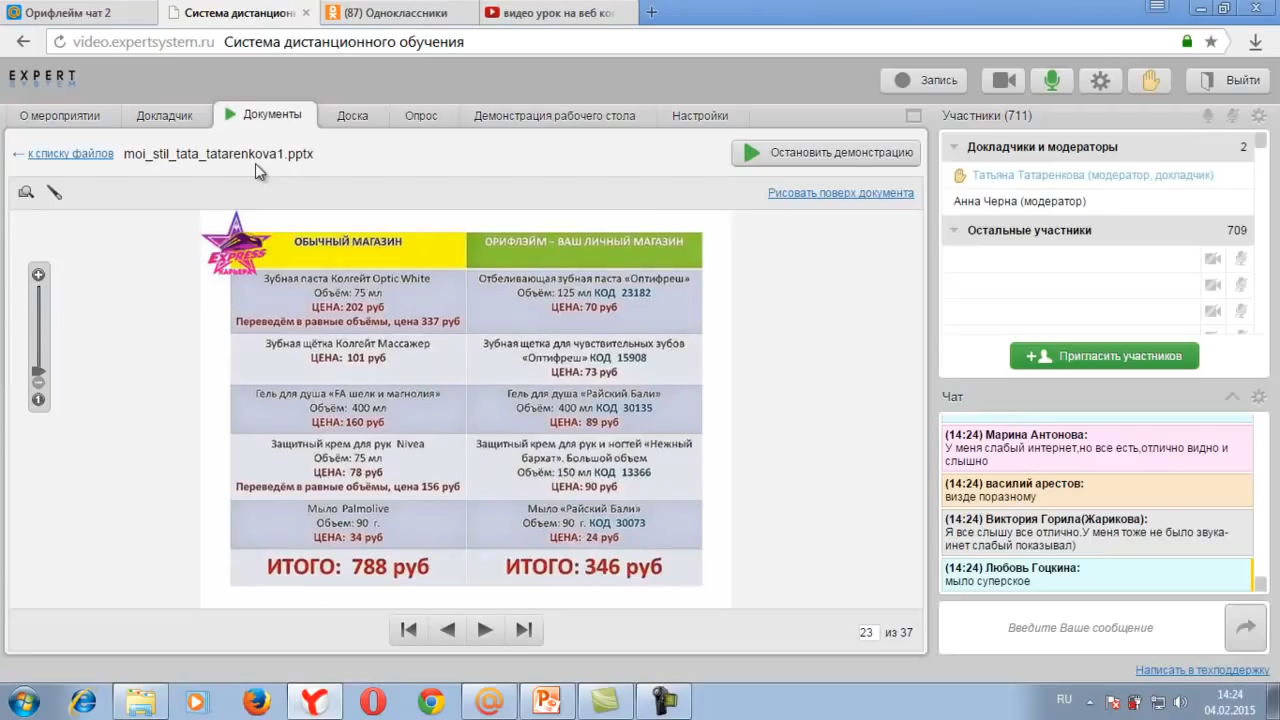 Орифлейм чат 2
Система дистанцион
(87) Одноклассники
видео урок на веб ко
video.expertsystem.ru Система дистанционного обучения
EXPERT
SYSTEM
Запись
Выйти
О мероприятии
Докладчик
Документы
Доска
Опрос
Демонстрация рабочего стола
Настройки
← к списку файлов moi_stil_tata_tatarenkova1.pptx
Остановить демонстрацию
Рисовать поверх документа
EXPRESS
КАРЬЕРА
ОБЫЧНЫЙ МАГАЗИН
ОРИФЛЭЙМ – ВАШ ЛИЧНЫЙ МАГАЗИН
Зубная паста Колгейт Optic White
Объём: 75 мл
ЦЕНА: 202 руб
Переведём в равные объёмы, цена 337 руб
Отбеливающая зубная паста «Оптифреш»
Объём: 125 мл КОД 23182
ЦЕНА: 70 руб
Зубная щётка Колгейт Массажер
ЦЕНА: 101 руб
Зубная щетка для чувствительных зубов
«Оптифреш» КОД 15908
ЦЕНА: 73 руб
Гель для душа «FA шелк и магнолия»
Объём: 400 мл
ЦЕНА: 160 руб
Гель для душа «Райский Бали»
Объём: 400 мл КОД 30135
ЦЕНА: 89 руб
Защитный крем для рук Nivea
Объём: 75 мл
ЦЕНА: 78 руб
Переведём в равные объёмы, цена 156 руб
Защитный крем для рук и ногтей «Нежный
бархат». Большой объем
Объём: 150 мл КОД 13366
ЦЕНА: 90 руб
Мыло Palmolive
Объем: 90 г.
ЦЕНА: 34 руб
Мыло «Райский Бали»
Объем: 90 г. КОД 30073
ЦЕНА: 24 руб
ИТОГО: 788 руб
ИТОГО: 346 руб
1
23 из 37
Участники (711)
Докладчики и модераторы 2
Татьяна Татаренкова (модератор, докладчик)
Анна Черна (модератор)
Остальные участники 709
Пригласить участников
Чат
(14:24) Марина Антонова:
У меня слабый интернет,но все есть,отлично видно и
слышно
(14:24) василий арестов:
визде поразному
(14:24) Виктория Горила(Жарикова):
Я все слышу все отлично.У меня тоже не было звука-
инет слабый показывал)
(14:24) Любовь Гоцкина:
мыло суперское
Введите Ваше сообщение
Написать в техподдержку
RU
14:24
04.02.2015